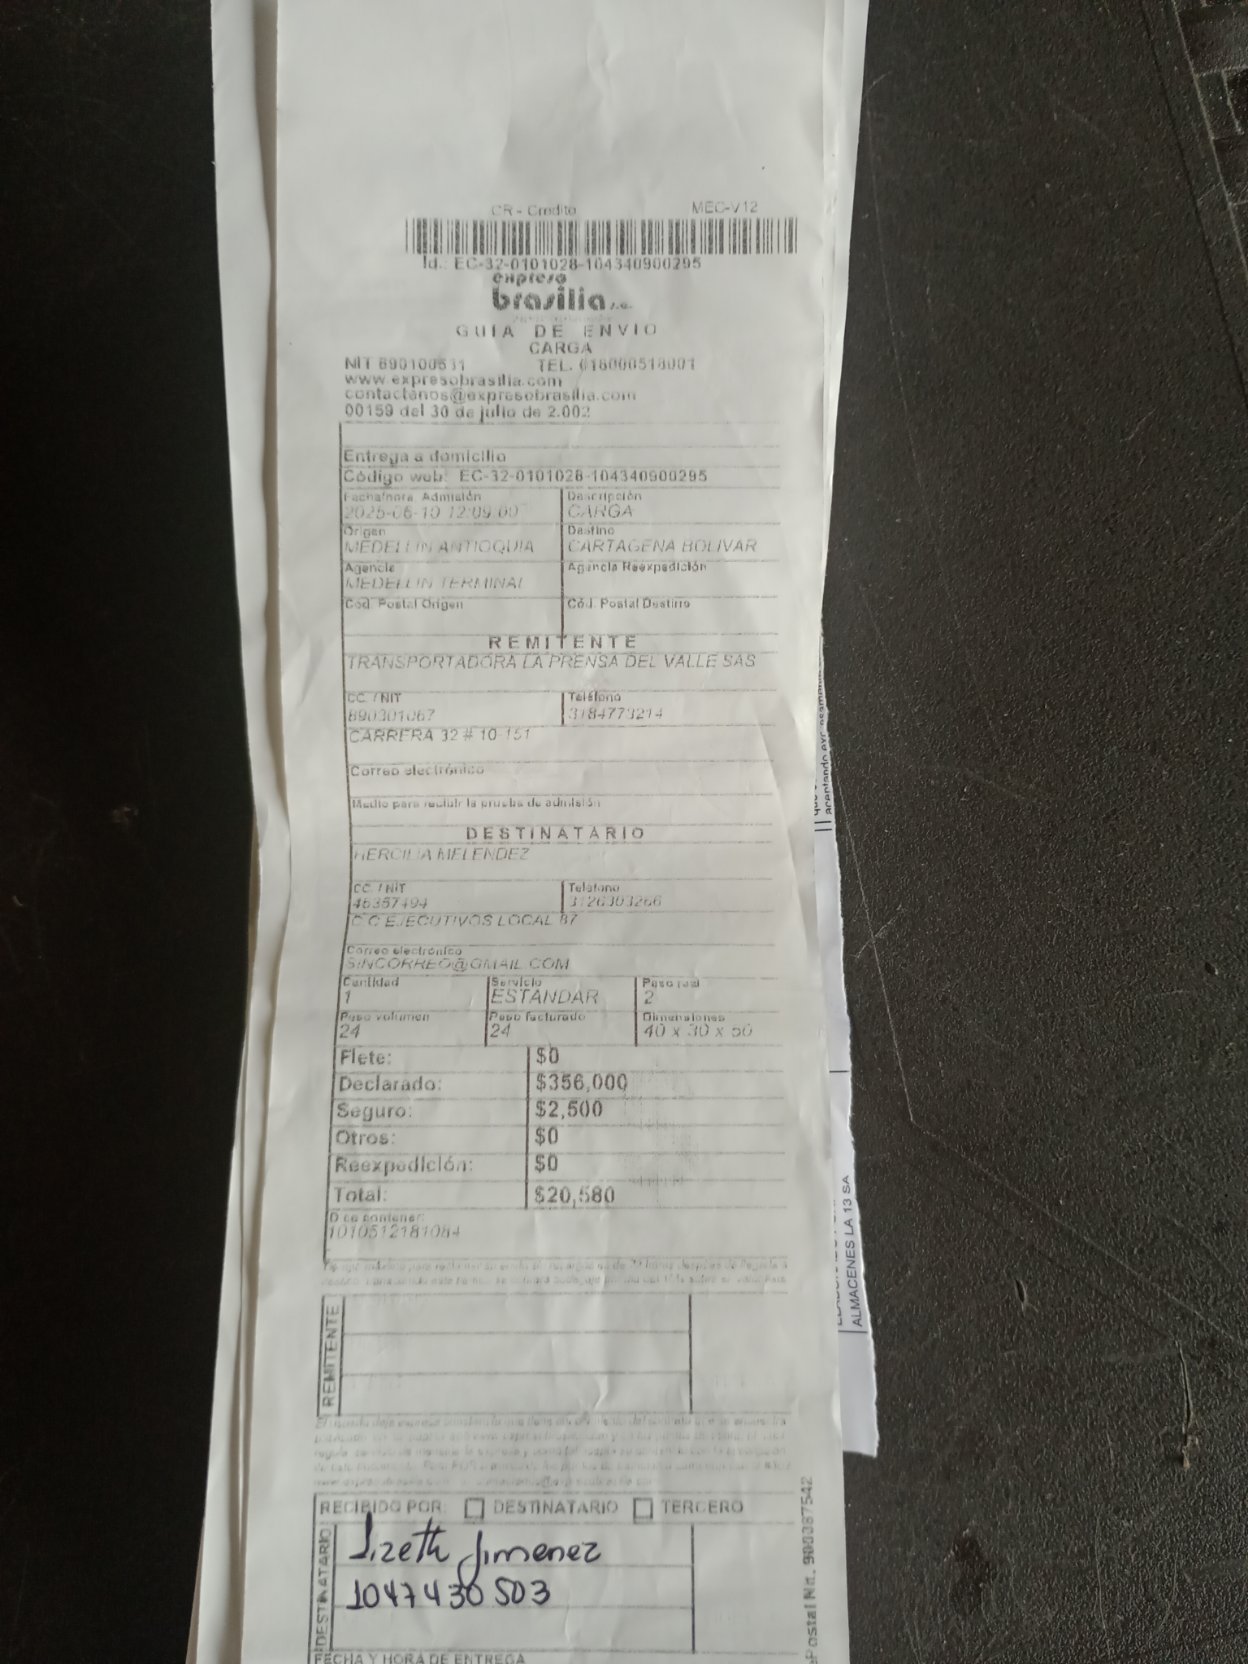 CR - Credito MEC-V12
Id.: EC-32-0101028-104340900295
expreso
brasilia s.a.
GUIA DE ENVIO
CARGA
NIT 890100531 TEL. 018000518001
www.expresobrasilia.com
contactenos@expresobrasilia.com
00159 del 30 de julio de 2.002
Entrega a domicilio
Código web: EC-32-0101028-104340900295
Fecha/hora Admisión Descripción
2025-06-10 12:09:00 CARGA
Origen Destino
MEDELLIN ANTIOQUIA CARTAGENA BOLIVAR
Agencia Agencia Reexpedición
MEDELLIN TERMINAL
Cód. Postal Origen Cód. Postal Destino
REMITENTE
TRANSPORTADORA LA PRENSA DEL VALLE SAS
CC. / NIT Teléfono
890301067 3184773214
CARRERA 32 # 10-151
Correo electrónico
Medio para recibir la prueba de admisión
DESTINATARIO
HERCILIA MELENDEZ
CC. / NIT Teléfono
45357494 3126303266
C C EJECUTIVOS LOCAL 87
Correo electrónico
SINCORREO@GMAIL.COM
Cantidad Servicio Peso real
1 ESTANDAR 2
Peso volumen Peso facturado Dimensiones
24 24 40 x 30 x 50
Flete: $0
Declarado: $356,000
Seguro: $2,500
Otros: $0
Reexpedición: $0
Total: $20,580
Dice contener:
1010512181084
REMITENTE
RECIBIDO POR: DESTINATARIO TERCERO
DESTINATARIO
Lizeth Jimenez
1047430503
FECHA Y HORA DE ENTREGA
ALMACENES LA 13 SA